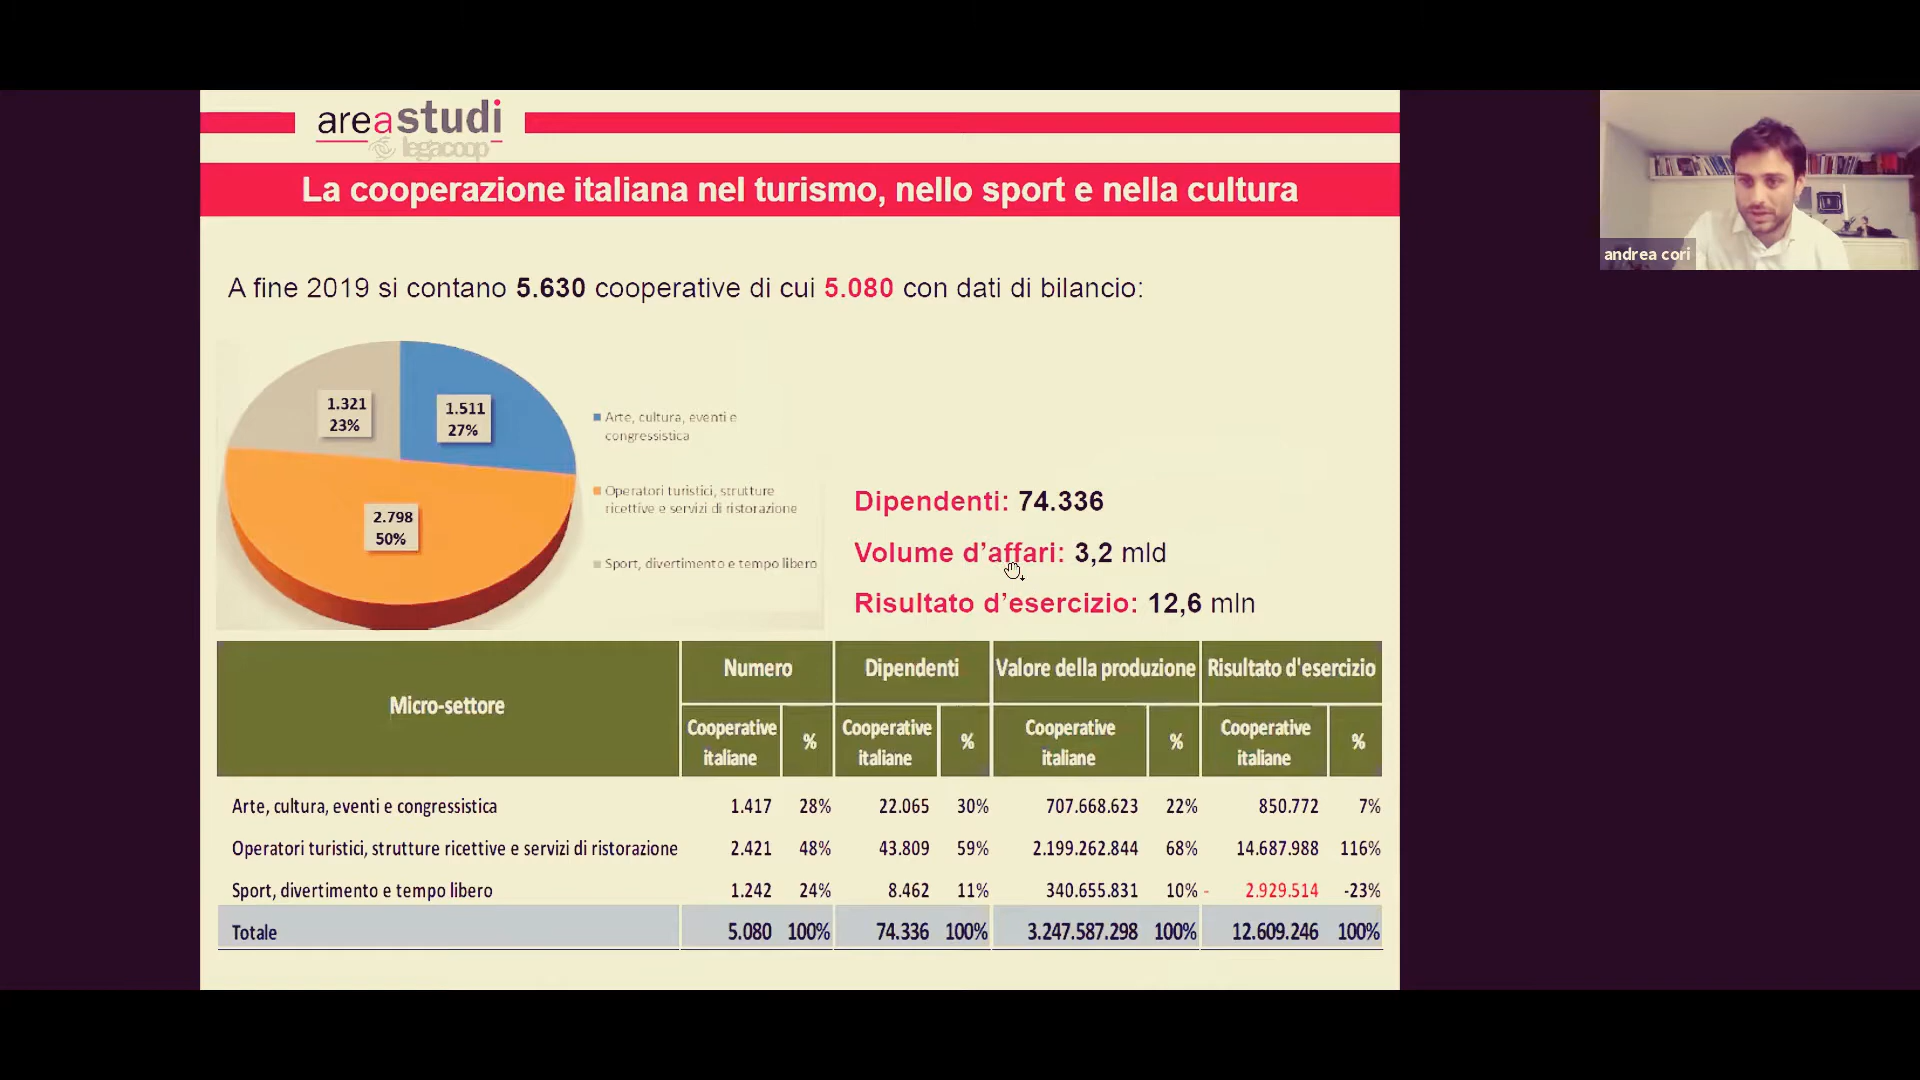 areastudi
legacoop
La cooperazione italiana nel turismo, nello sport e nella cultura
andrea cori
A fine 2019 si contano 5.630 cooperative di cui 5.080 con dati di bilancio:
1.321
23%
1.511
27%
2.798
50%
Arte, cultura, eventi e
congressistica
Operatori turistici, strutture
ricettive e servizi di ristorazione
Sport, divertimento e tempo libero
Dipendenti: 74.336
Volume d’affari: 3,2 mld
Risultato d’esercizio: 12,6 mln
Micro-settore Numero Dipendenti Valore della produzione Risultato d'esercizio
Cooperative italiane % Cooperative italiane % Cooperative italiane % Cooperative italiane %
Arte, cultura, eventi e congressistica 1.417 28% 22.065 30% 707.668.623 22% 850.772 7%
Operatori turistici, strutture ricettive e servizi di ristorazione 2.421 48% 43.809 59% 2.199.262.844 68% 14.687.988 116%
Sport, divertimento e tempo libero 1.242 24% 8.462 11% 340.655.831 10% - 2.929.514 -23%
Totale 5.080 100% 74.336 100% 3.247.587.298 100% 12.609.246 100%